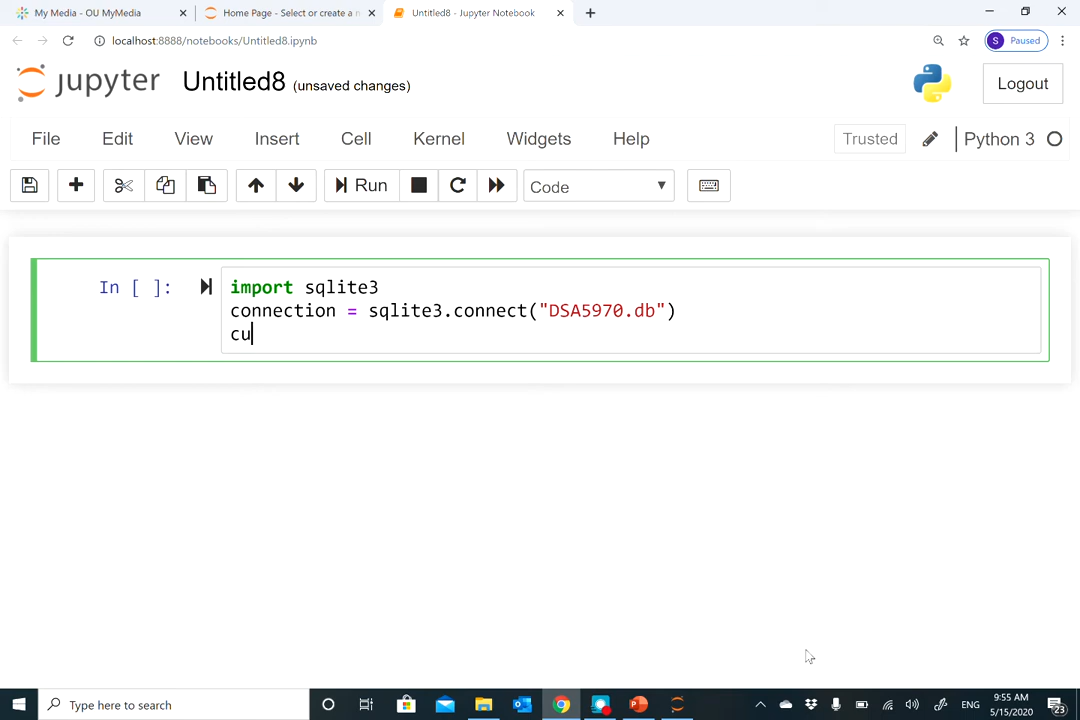 My Media - OU MyMedia
Home Page - Select or create a n
Untitled8 - Jupyter Notebook
localhost:8888/notebooks/Untitled8.ipynb
S Paused
jupyter Untitled8 (unsaved changes)
Logout
File Edit View Insert Cell Kernel Widgets Help
Trusted
Python 3
Run
Code
In [ ]:
import sqlite3
connection = sqlite3.connect("DSA5970.db")
cu
Type here to search
ENG
9:55 AM
5/15/2020
23